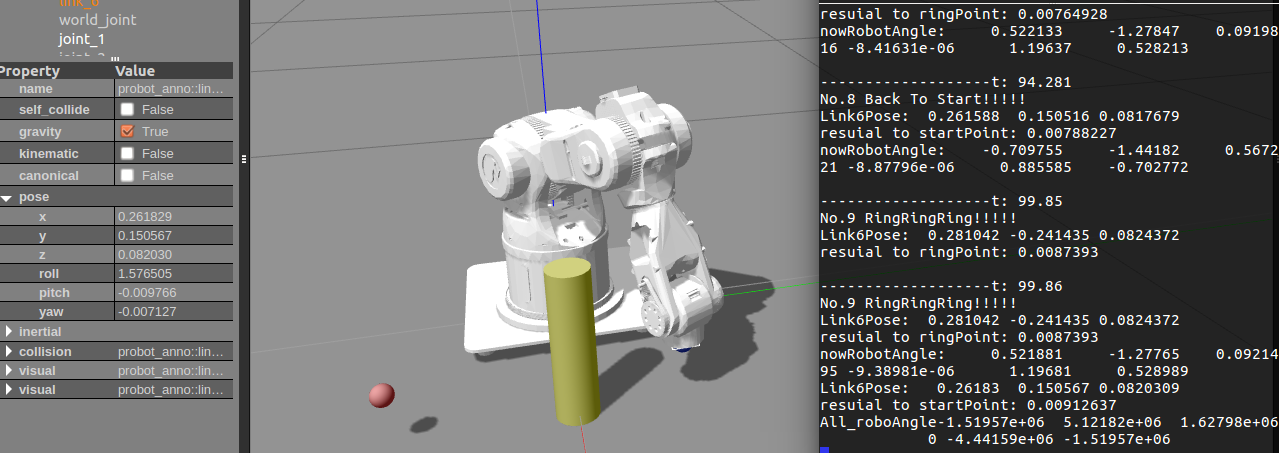 link_6
world_joint
joint_1
Property Value
name probot_anno::lin…
self_collide False
gravity True
kinematic False
canonical False
pose
x 0.261829
y 0.150567
z 0.082030
roll 1.576505
pitch -0.009766
yaw -0.007127
inertial
collision probot_anno::lin…
visual probot_anno::lin…
visual probot_anno::lin…
resuial to ringPoint: 0.00764928
nowRobotAngle: 0.522133 -1.27847 0.09198
16 -8.41631e-06 1.19637 0.528213
------------------t: 94.281
No.8 Back To Start!!!!!
Link6Pose: 0.261588 0.150516 0.0817679
resuial to startPoint: 0.00788227
nowRobotAngle: -0.709755 -1.44182 0.5672
21 -8.87796e-06 0.885585 -0.702772
------------------t: 99.85
No.9 RingRingRing!!!!!
Link6Pose: 0.281042 -0.241435 0.0824372
resuial to ringPoint: 0.0087393
------------------t: 99.86
No.9 RingRingRing!!!!!
Link6Pose: 0.281042 -0.241435 0.0824372
resuial to ringPoint: 0.0087393
nowRobotAngle: 0.521881 -1.27765 0.09214
95 -9.38981e-06 1.19681 0.528989
Link6Pose: 0.26183 0.150567 0.0820309
resuial to startPoint: 0.00912637
All_roboAngle-1.51957e+06 5.12182e+06 1.62798e+06
0 -4.44159e+06 -1.51957e+06